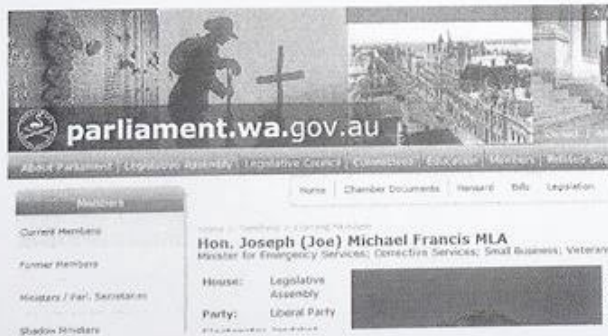 parliament.wa.gov.au
About Parliament | Legislative Assembly | Legislative Council | Committees | Education | Members | Related
Home | Chamber Documents | Hansard | Bills | Legislation
Members
Current Members
Former Members
Ministers / Parl. Secretaries
Shadow Ministers
Hon. Joseph (Joe) Michael Francis MLA
Minister for Emergency Services; Corrective Services; Small Business; Veteran
House: Legislative
Assembly
Party: Liberal Party